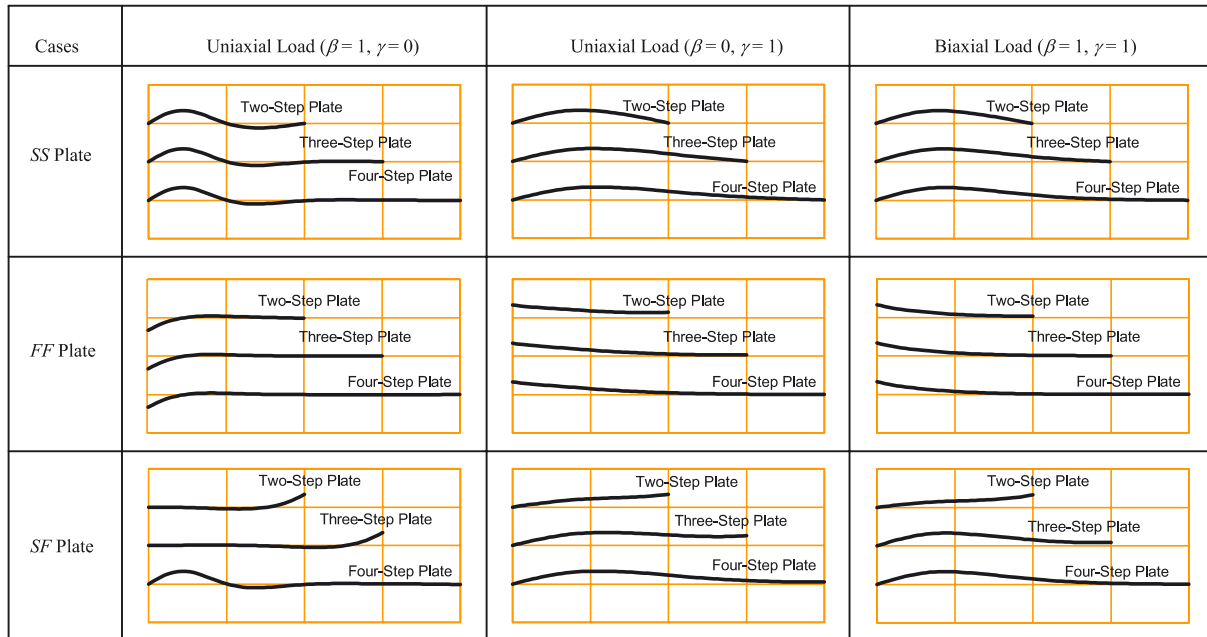 Cases
Uniaxial Load (β = 1, γ = 0)
Uniaxial Load (β = 0, γ = 1)
Biaxial Load (β = 1, γ = 1)
SS Plate
Two-Step Plate
Three-Step Plate
Four-Step Plate
Two-Step Plate
Three-Step Plate
Four-Step Plate
Two-Step Plate
Three-Step Plate
Four-Step Plate
FF Plate
Two-Step Plate
Three-Step Plate
Four-Step Plate
Two-Step Plate
Three-Step Plate
Four-Step Plate
Two-Step Plate
Three-Step Plate
Four-Step Plate
SF Plate
Two-Step Plate
Three-Step Plate
Four-Step Plate
Two-Step Plate
Three-Step Plate
Four-Step Plate
Two-Step Plate
Three-Step Plate
Four-Step Plate